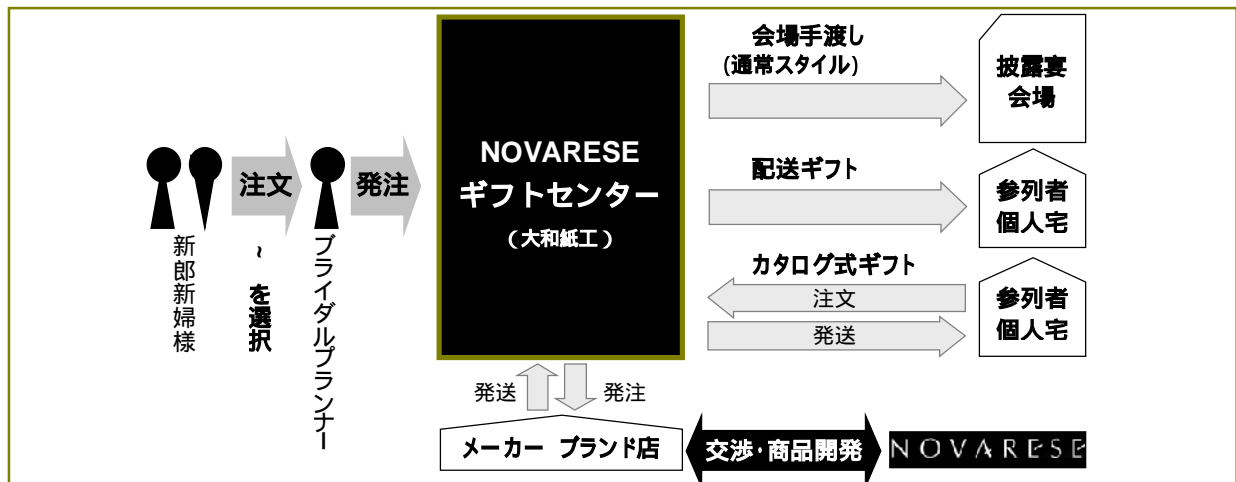 新郎新婦様
注文
~ を選択
ブライダルプランナー
発注
NOVARESE
ギフトセンター
(大和紙工)
会場手渡し
(通常スタイル)
披露宴
会場
配送ギフト
参列者
個人宅
カタログ式ギフト
注文
発送
参列者
個人宅
発送
発注
メーカー ブランド店
交渉・商品開発
NOVARESE